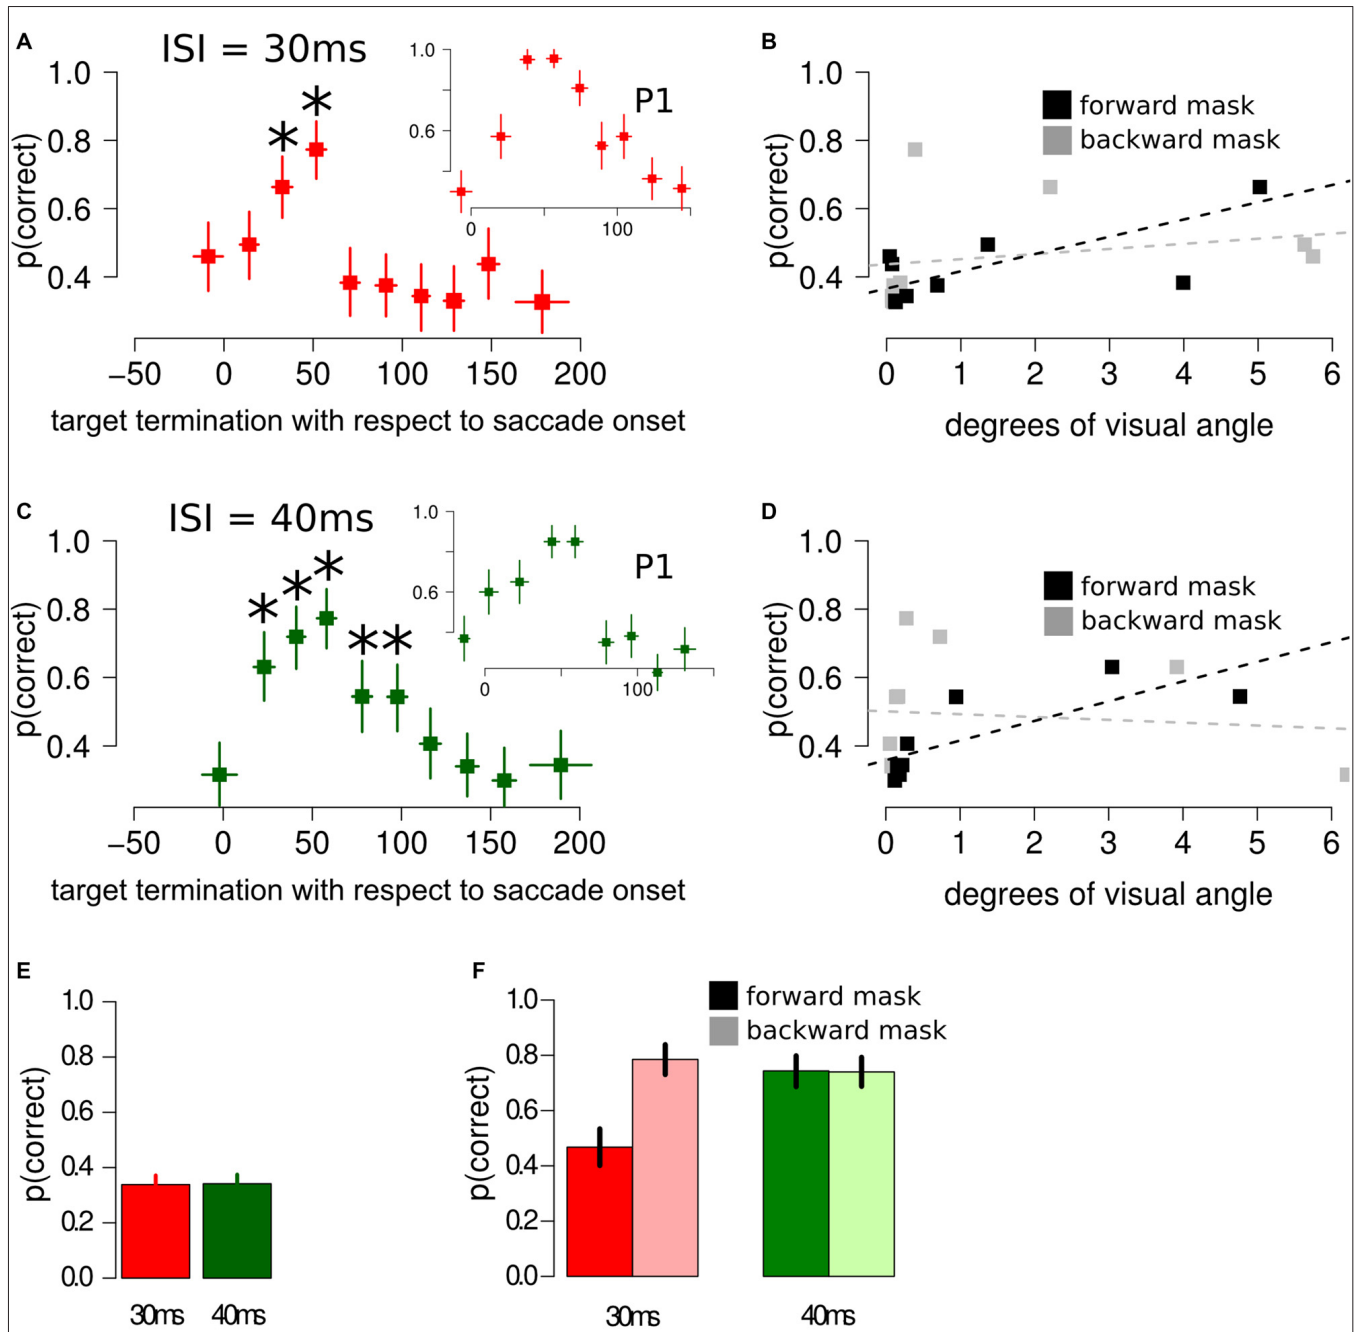 A
ISI = 30ms
p(correct)
1.0
0.8
0.6
0.4
−50 0 50 100 150 200
target termination with respect to saccade onset
P1
1.0
0.6
0 100
B
forward mask
backward mask
p(correct)
1.0
0.8
0.6
0.4
0 1 2 3 4 5 6
degrees of visual angle
C
ISI = 40ms
p(correct)
1.0
0.8
0.6
0.4
−50 0 50 100 150 200
target termination with respect to saccade onset
P1
1.0
0.6
0 100
D
forward mask
backward mask
p(correct)
1.0
0.8
0.6
0.4
0 1 2 3 4 5 6
degrees of visual angle
E
p(correct)
1.0
0.8
0.6
0.4
0.2
0.0
30ms 40ms
F
forward mask
backward mask
p(correct)
1.0
0.8
0.6
0.4
0.2
0.0
30ms 40ms